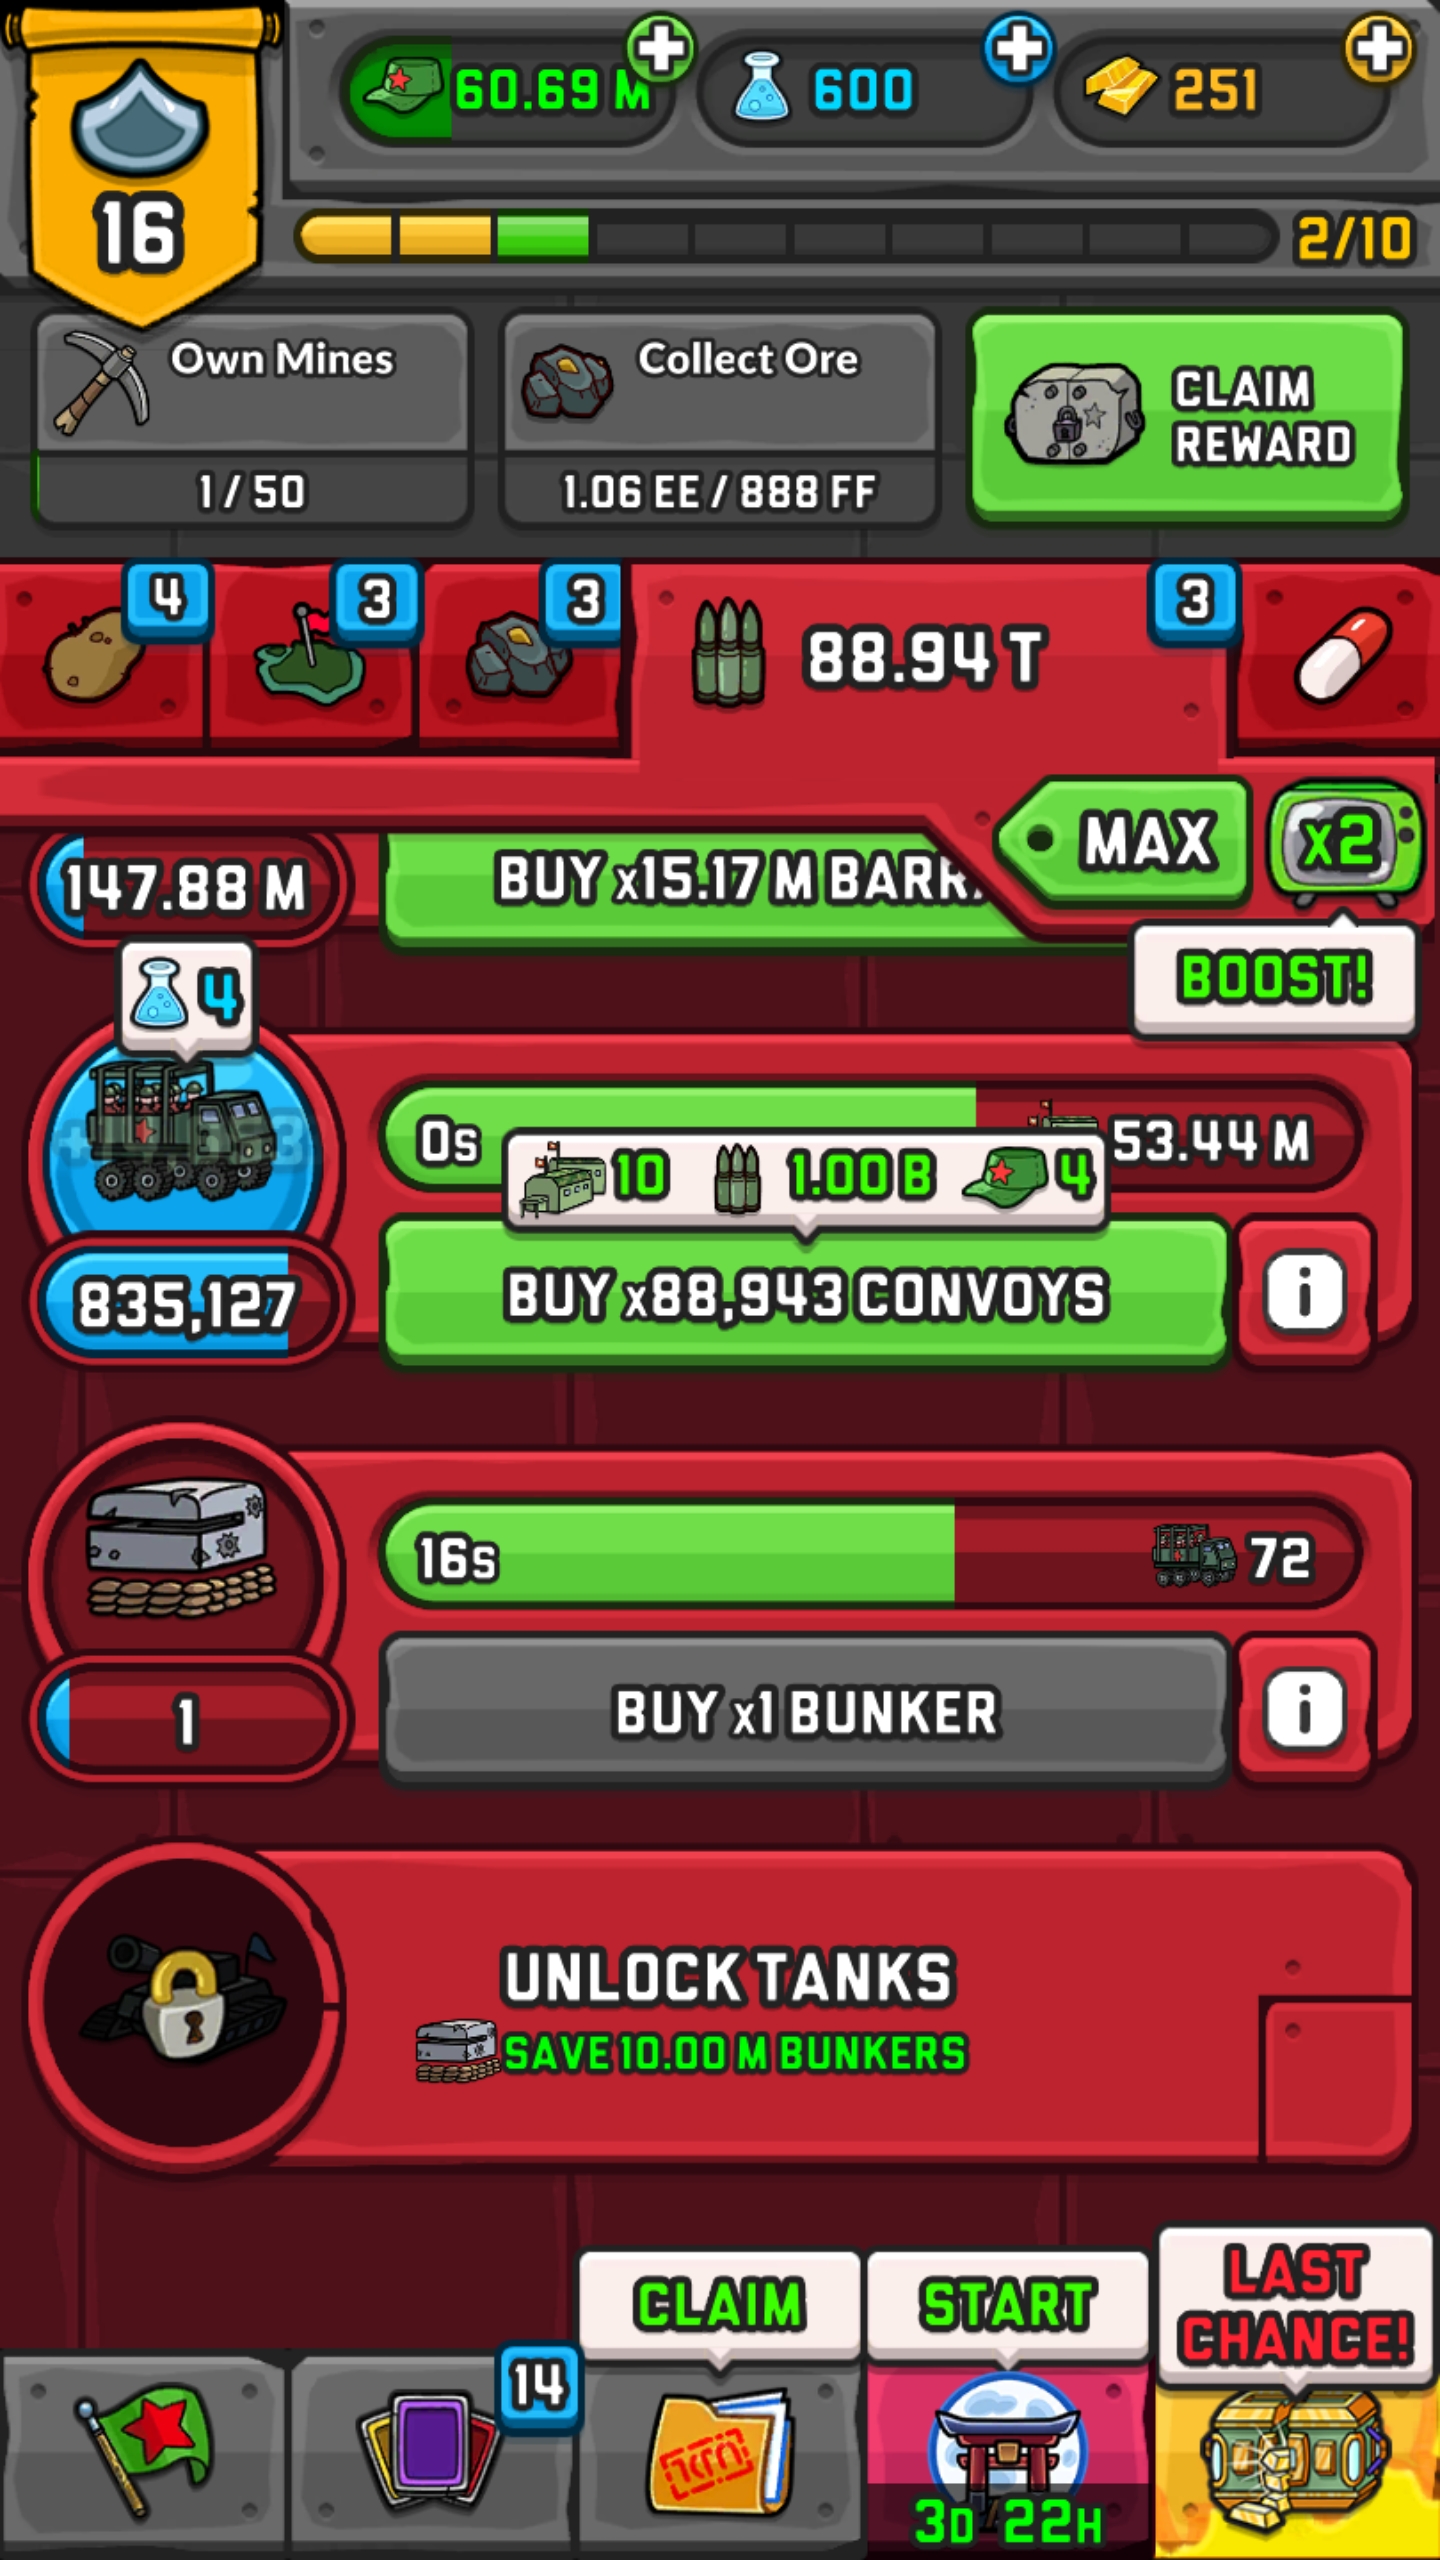 16
60.69 M
600
251
2/10
Own Mines
1 / 50
Collect Ore
1.06 EE / 888 FF
CLAIM
REWARD
4
3
3
88.94 T
3
MAX
x2
BOOST!
147.88 M
BUY x15.17 M
4
0s
53.44 M
10
1.00 B
4
835,127
BUY x88,943 CONVOYS
16s
72
1
BUY x1 BUNKER
UNLOCK TANKS
SAVE 10.00 M BUNKERS
CLAIM
START
LAST
CHANCE!
14
3D 22H